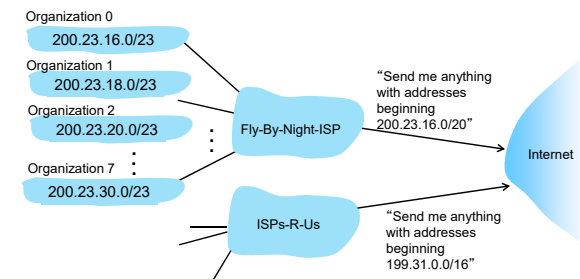 Organization 0
200.23.16.0/23
Organization 1
200.23.18.0/23
Organization 2
200.23.20.0/23
Organization 7
200.23.30.0/23
Fly-By-Night-ISP
“Send me anything
with addresses
beginning
200.23.16.0/20”
Internet
ISPs-R-Us
“Send me anything
with addresses
beginning
199.31.0.0/16”